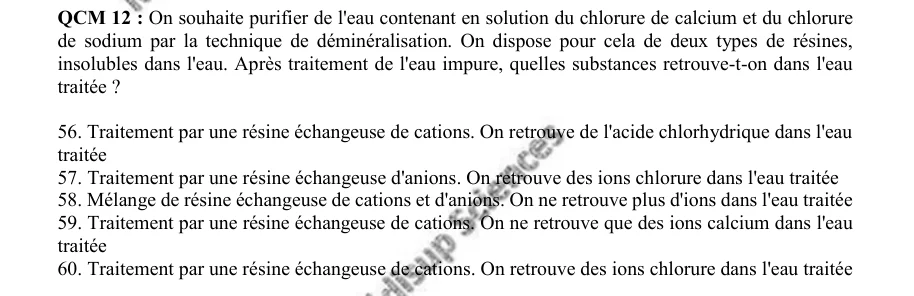 QCM 12 : On souhaite purifier de l'eau contenant en solution du chlorure de calcium et du chlorure
de sodium par la technique de déminéralisation. On dispose pour cela de deux types de résines,
insolubles dans l'eau. Après traitement de l'eau impure, quelles substances retrouve-t-on dans l'eau
traitée ?
56. Traitement par une résine échangeuse de cations. On retrouve de l'acide chlorhydrique dans l'eau
traitée
57. Traitement par une résine échangeuse d'anions. On retrouve des ions chlorure dans l'eau traitée
58. Mélange de résine échangeuse de cations et d'anions. On ne retrouve plus d'ions dans l'eau traitée
59. Traitement par une résine échangeuse de cations. On ne retrouve que des ions calcium dans l'eau
traitée
60. Traitement par une résine échangeuse de cations. On retrouve des ions chlorure dans l'eau traitée
disup Sciences